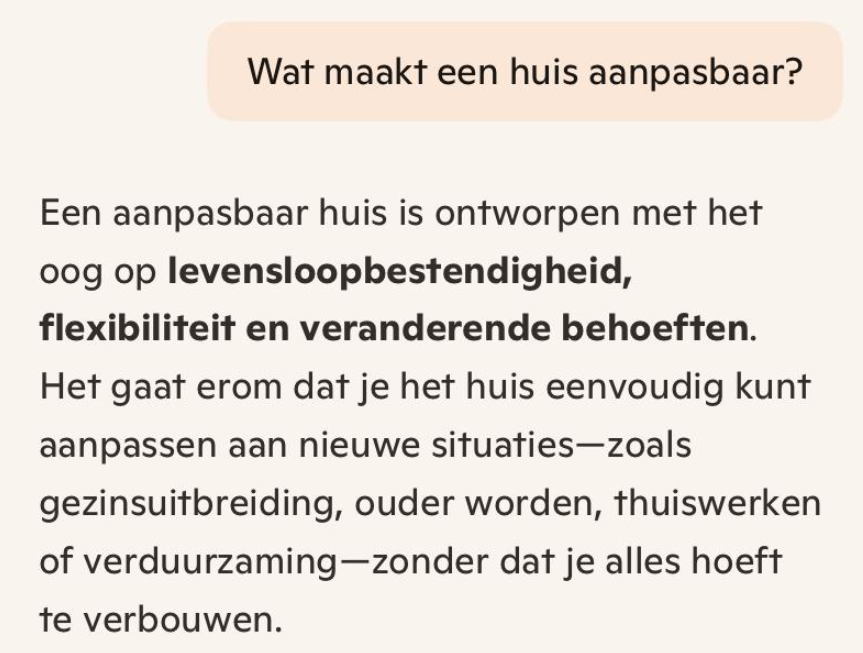 Wat maakt een huis aanpasbaar?
Een aanpasbaar huis is ontworpen met het
oog op levensloopbestendigheid,
flexibiliteit en veranderende behoeften.
Het gaat erom dat je het huis eenvoudig kunt
aanpassen aan nieuwe situaties—zoals
gezinsuitbreiding, ouder worden, thuiswerken
of verduurzaming—zonder dat je alles hoeft
te verbouwen.